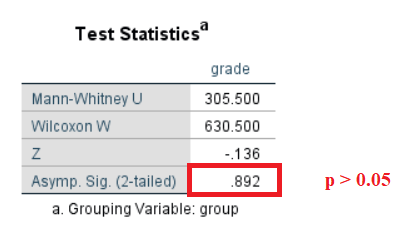 Test Statisticsa
grade
Mann-Whitney U 305.500
Wilcoxon W 630.500
Z -.136
Asymp. Sig. (2-tailed) .892 p > 0.05
a. Grouping Variable: group